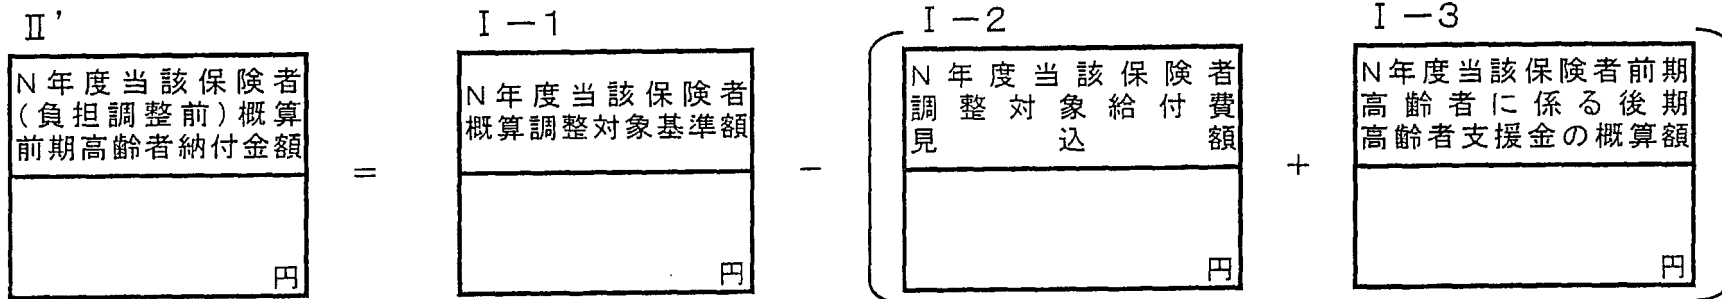 Ⅱ’
Ⅰ－1
Ⅰ－2
Ⅰ－3
N年度当該保険者
(負担調整前)概算
前期高齢者納付金額
円
=
N年度当該保険者
概算調整対象基準額
円
－
N年度当該保険者
調整対象給付費
見込額
円
+
N年度当該保険者前期
高齢者に係る後期
高齢者支援金の概算額
円